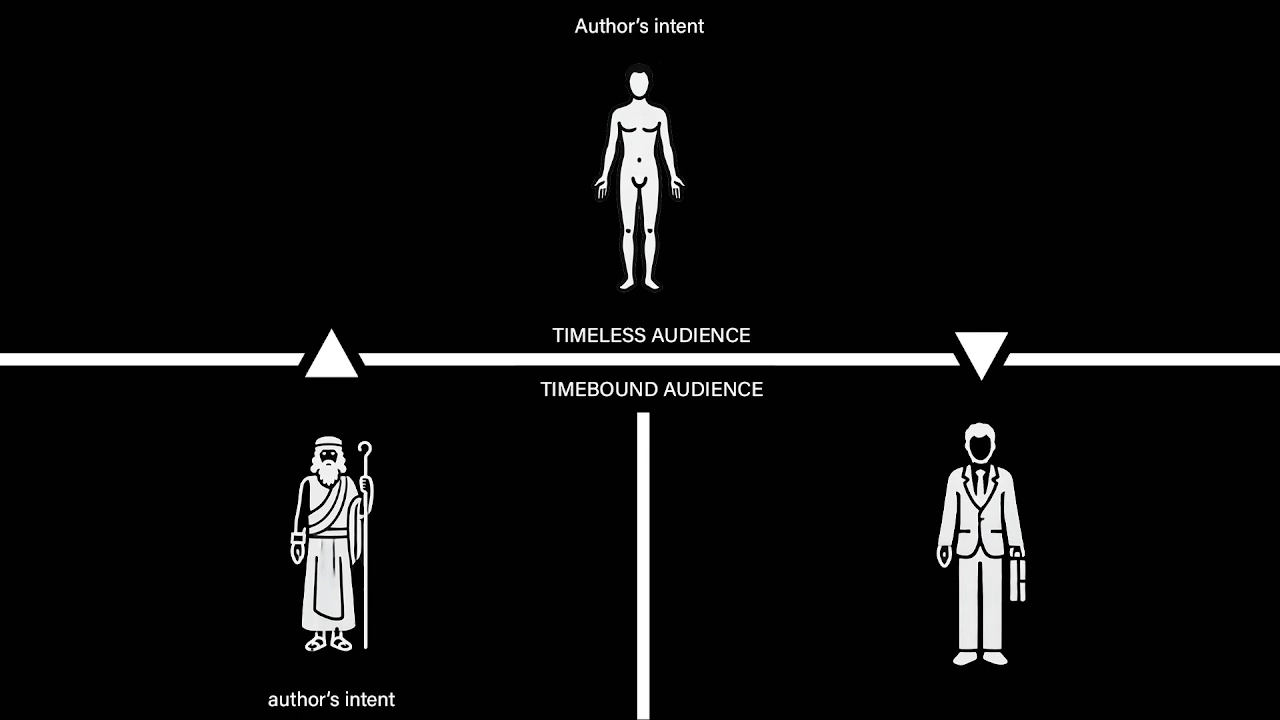 Author's intent
TIMELESS AUDIENCE
TIMEBOUND AUDIENCE
author's intent